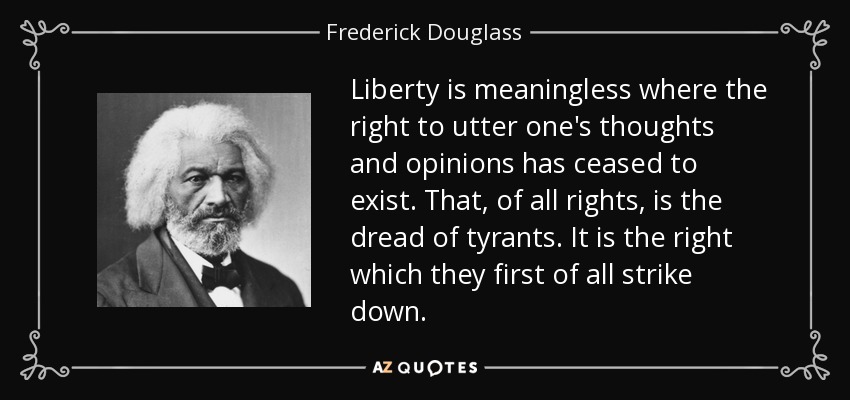 Frederick Douglass
Liberty is meaningless where the
right to utter one's thoughts
and opinions has ceased to
exist. That, of all rights, is the
dread of tyrants. It is the right
which they first of all strike
down.
AZ QUOTES